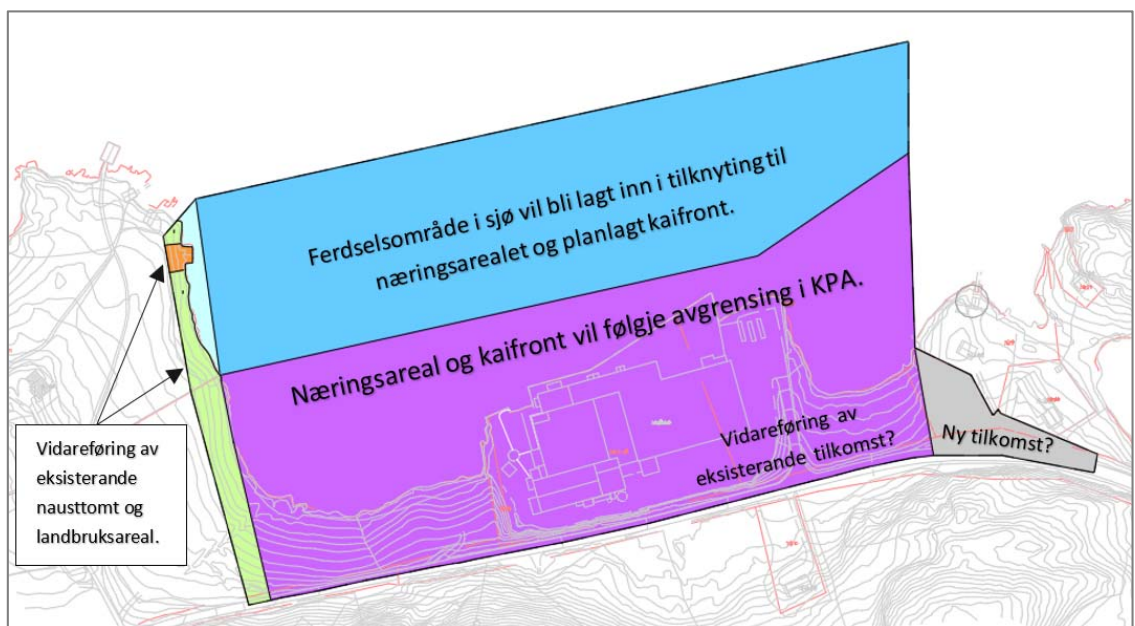 Ferdselsområde i sjø vil bli lagt inn i tilknyting til
næringsarealet og planlagt kaifront.
Næringsareal og kaifront vil følgje avgrensing i KPA.
Vidareføring av
eksisterande tilkomst?
Ny tilkomst?
Vidareføring av
eksisterande
nausttomt og
landbruksareal.